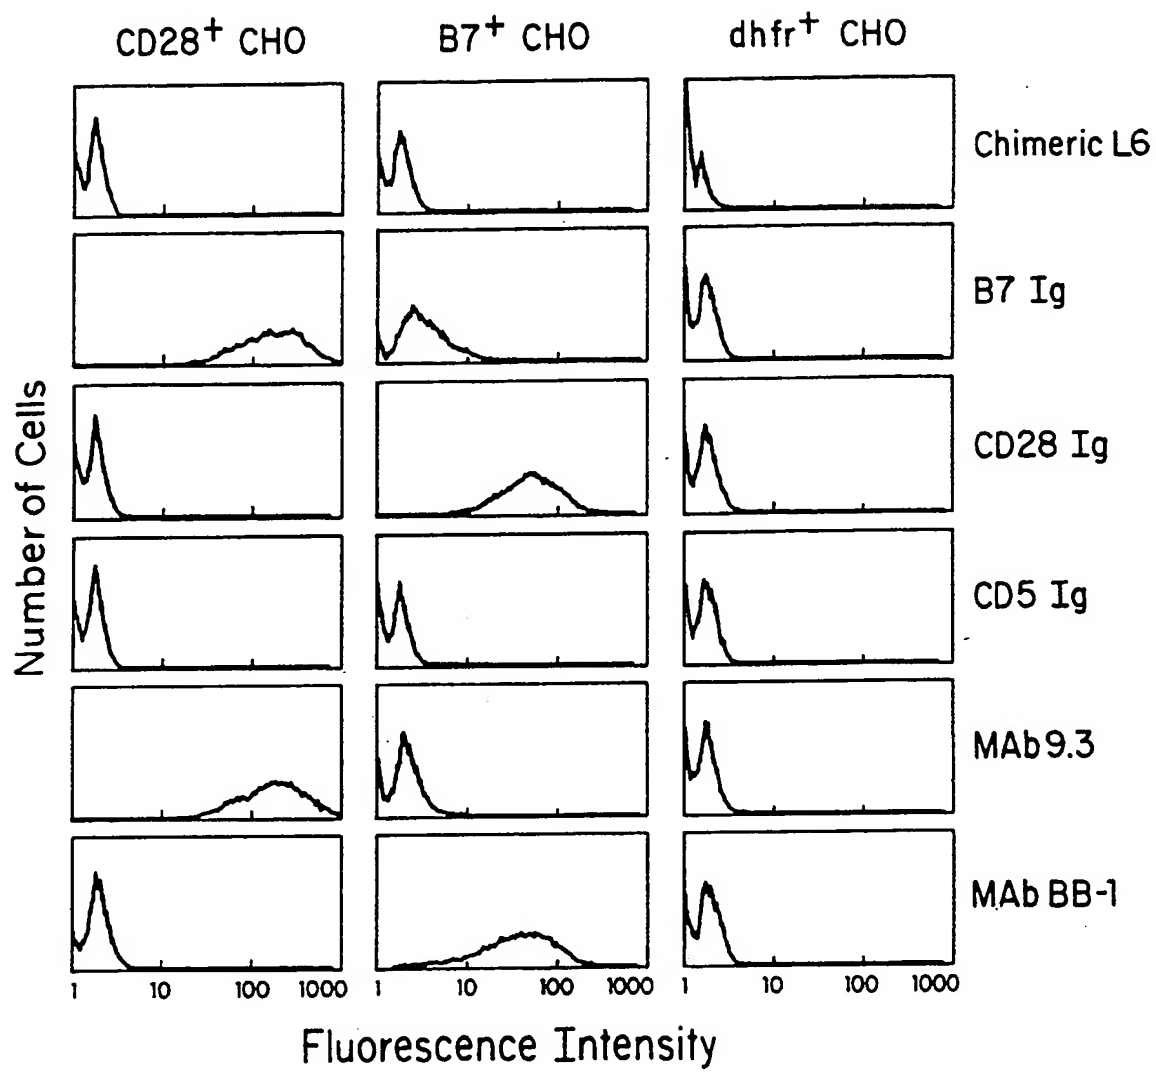 CD28+ CHO B7+ CHO dhfr+ CHO
Chimeric L6
B7 Ig
CD28 Ig
CD5 Ig
MAb 9.3
MAb BB-1
Number of Cells
1 10 100 1000 1 10 100 1000 1 10 100 1000
Fluorescence Intensity